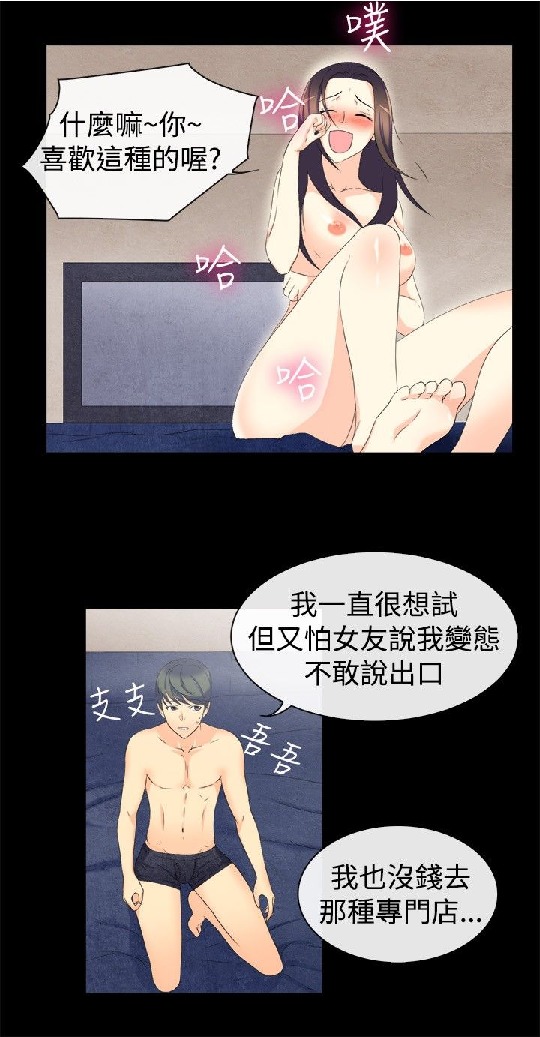 噗
哈
什麼嘛~你~
喜歡這種的喔?
哈
哈
我一直很想試
但又怕女友說我變態
不敢說出口
支支
吾吾
我也沒錢去
那種專門店...